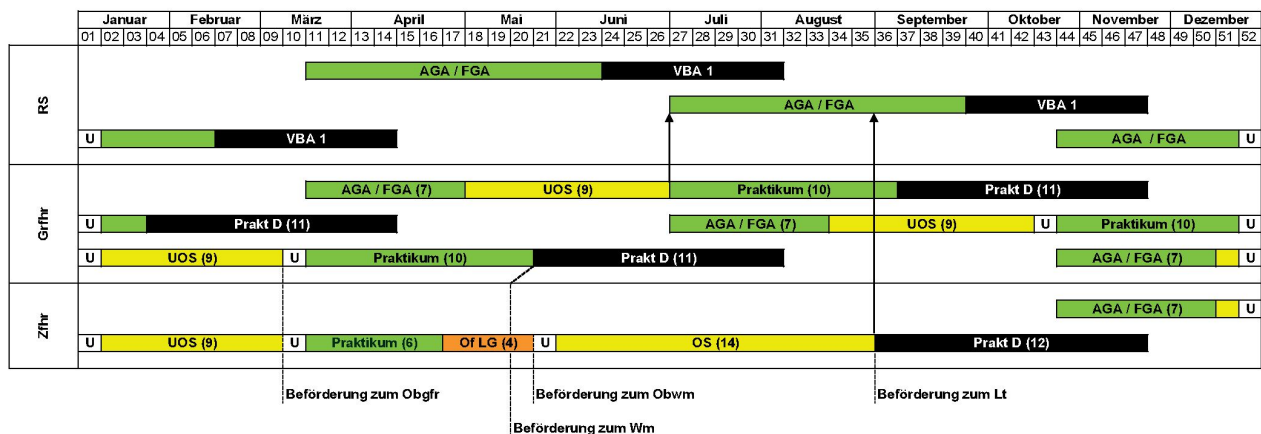 Januar Februar März April Mai Juni Juli August September Oktober November Dezember
01 02 03 04 05 06 07 08 09 10 11 12 13 14 15 16 17 18 19 20 21 22 23 24 25 26 27 28 29 30 31 32 33 34 35 36 37 38 39 40 41 42 43 44 45 46 47 48 49 50 51 52
RS
AGA / FGA VBA 1
AGA / FGA VBA 1
U VBA 1 AGA / FGA U
Grfhr
AGA / FGA (7) UOS (9) Praktikum (10) Prakt D (11)
U Prakt D (11) AGA / FGA (7) UOS (9) U Praktikum (10) U
U UOS (9) U Praktikum (10) Prakt D (11) AGA / FGA (7) U
Zfhr
AGA / FGA (7) U
U UOS (9) U Praktikum (6) Of LG (4) U OS (14) Prakt D (12)
Beförderung zum Obgfr Beförderung zum Obwm Beförderung zum Lt
Beförderung zum Wm